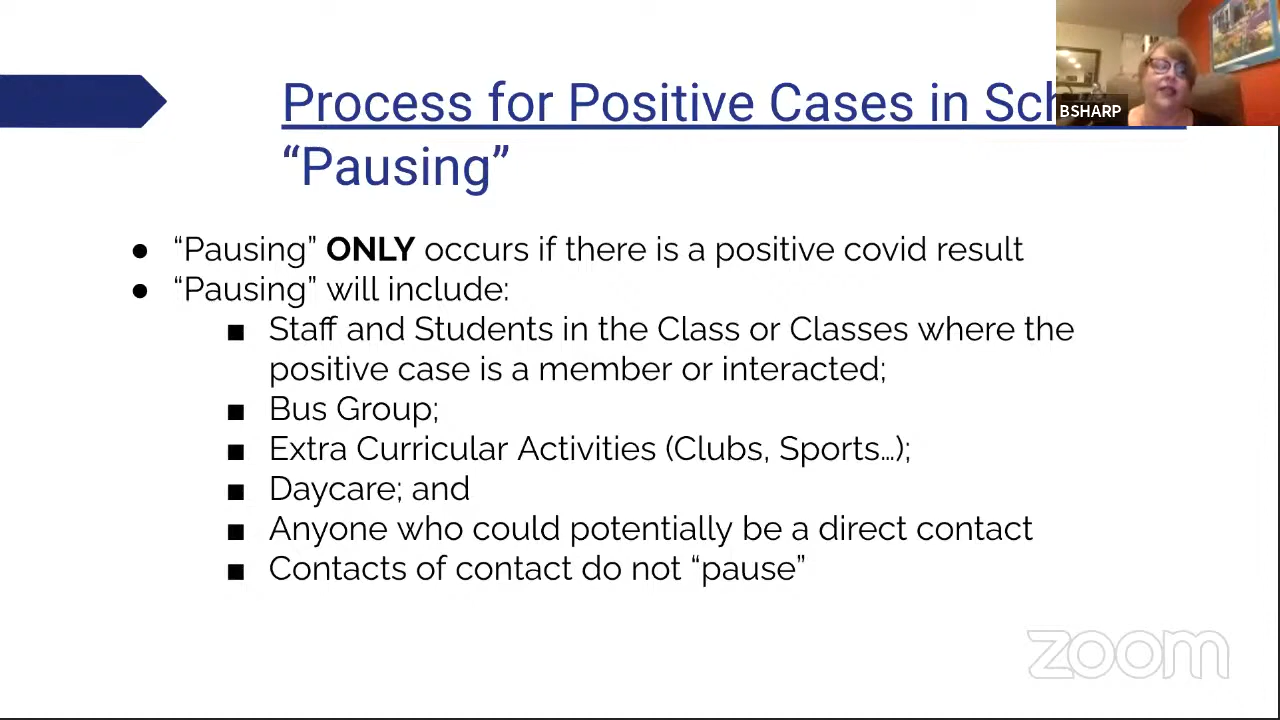 Process for Positive Cases in
“Pausing”
BSHARP
● “Pausing” ONLY occurs if there is a positive covid result
● “Pausing” will include:
■ Staff and Students in the Class or Classes where the
positive case is a member or interacted;
■ Bus Group;
■ Extra Curricular Activities (Clubs, Sports…);
■ Daycare; and
■ Anyone who could potentially be a direct contact
■ Contacts of contact do not “pause”
zoom